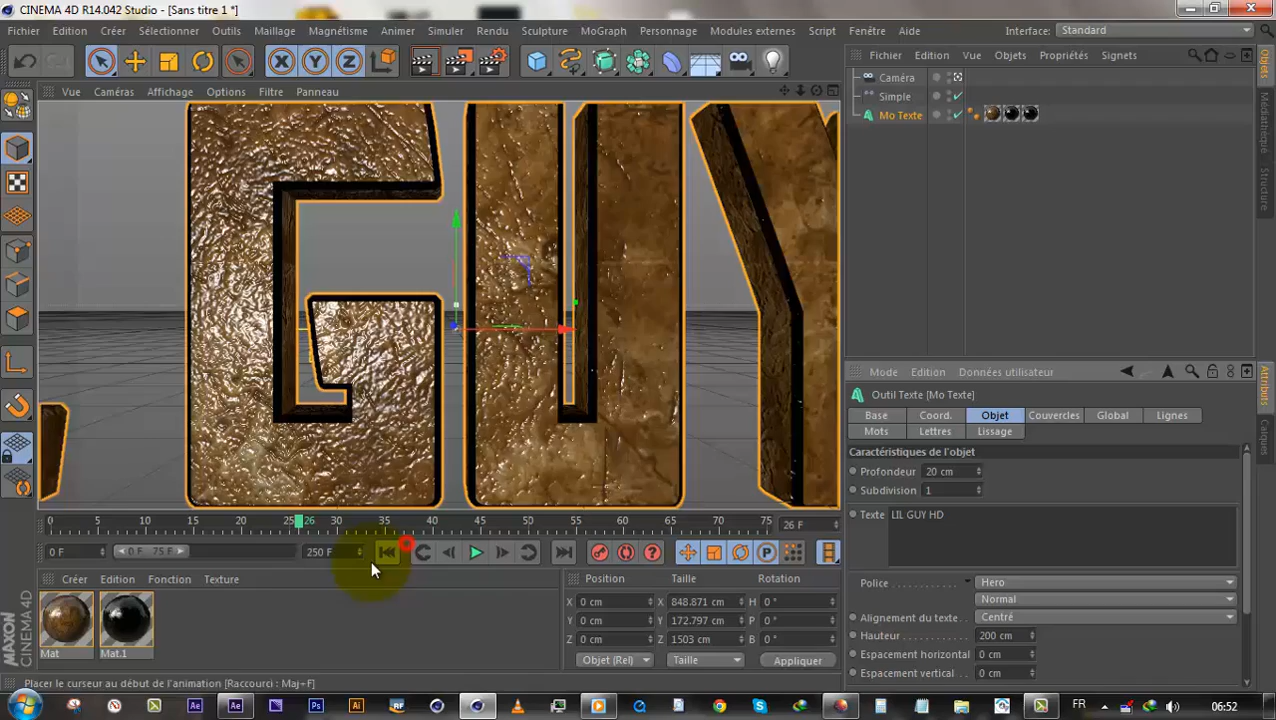 CINEMA 4D R14.042 Studio - [Sans titre 1 *]
Fichier Edition Créer Sélections Outils Maillage Magnétisme Animer Simuler Rendu Sculpture MoGraph Personnage Modules externes Script Fenêtre Aide Interface: Standard
Vue Caméras Affichage Options Filtre Panneau
Fichier Edition Vue Objets Propriétés Signets
Caméra
Simple
Mo Texte
Objets
Médiathèque
Structure
Mode Edition Données utilisateur
Outil Texte [Mo Texte]
Base Coord. Objet Couvercles Global Lignes
Mots Lettres Lissage
Caractéristiques de l'objet
Profondeur 20 cm
Subdivision 1
Texte LIL GUY HD
Police Hero
Normal
Alignement du texte Centré
Hauteur 200 cm
Espacement horizontal 0 cm
Espacement vertical 0 cm
Attributs
Calques
0 5 10 15 20 25 26 30 35 40 45 50 55 60 65 70 75 26 F
0 F 0 F 75 F 250 F
Créer Edition Fonction Texture
Mat Mat.1
Position Taille Rotation
X 0 cm X 848.871 cm H 0 °
Y 0 cm Y 172.797 cm P 0 °
Z 0 cm Z 1503 cm B 0 °
Objet (Rel) Taille Appliquer
MAXON CINEMA 4D
Placer le curseur au début de l'animation [Raccourci : Maj+F]
FR 06:52